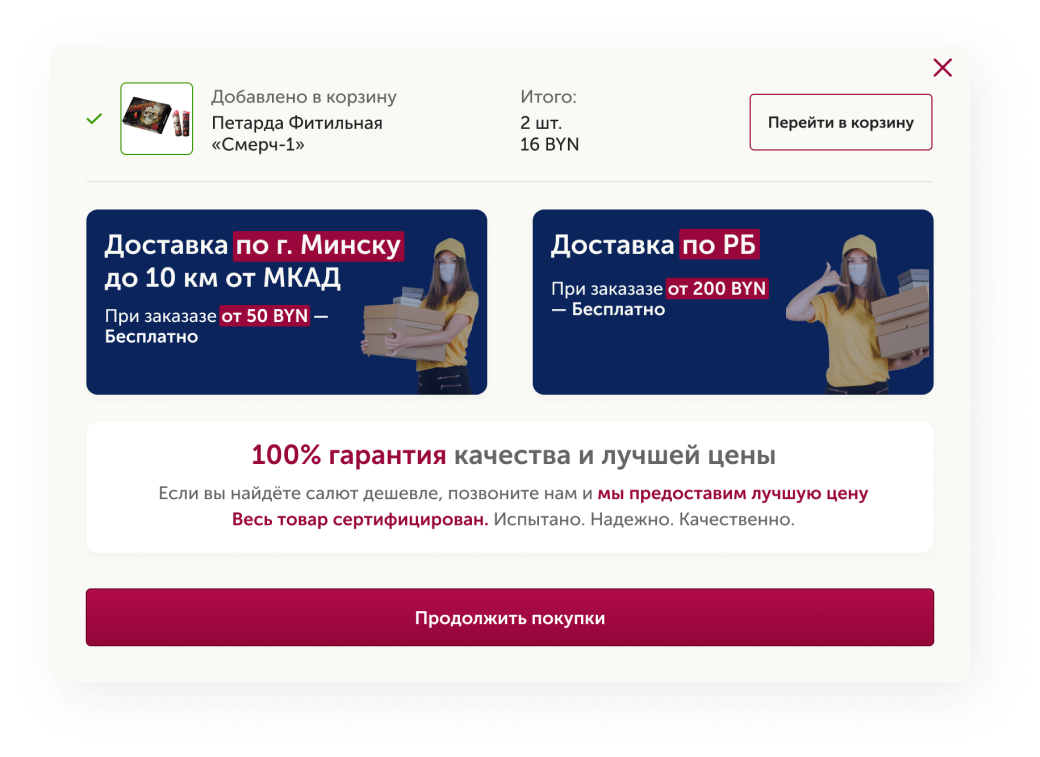 Добавлено в корзину
Петарда Фитильная
«Смерч-1»
Итого:
2 шт.
16 BYN
Перейти в корзину
Доставка по г. Минску
до 10 км от МКАД
При заказазе от 50 BYN —
Бесплатно
Доставка по РБ
При заказазе от 200 BYN
— Бесплатно
100% гарантия качества и лучшей цены
Если вы найдёте салют дешевле, позвоните нам и мы предоставим лучшую цену
Весь товар сертифицирован. Испытано. Надежно. Качественно.
Продолжить покупки